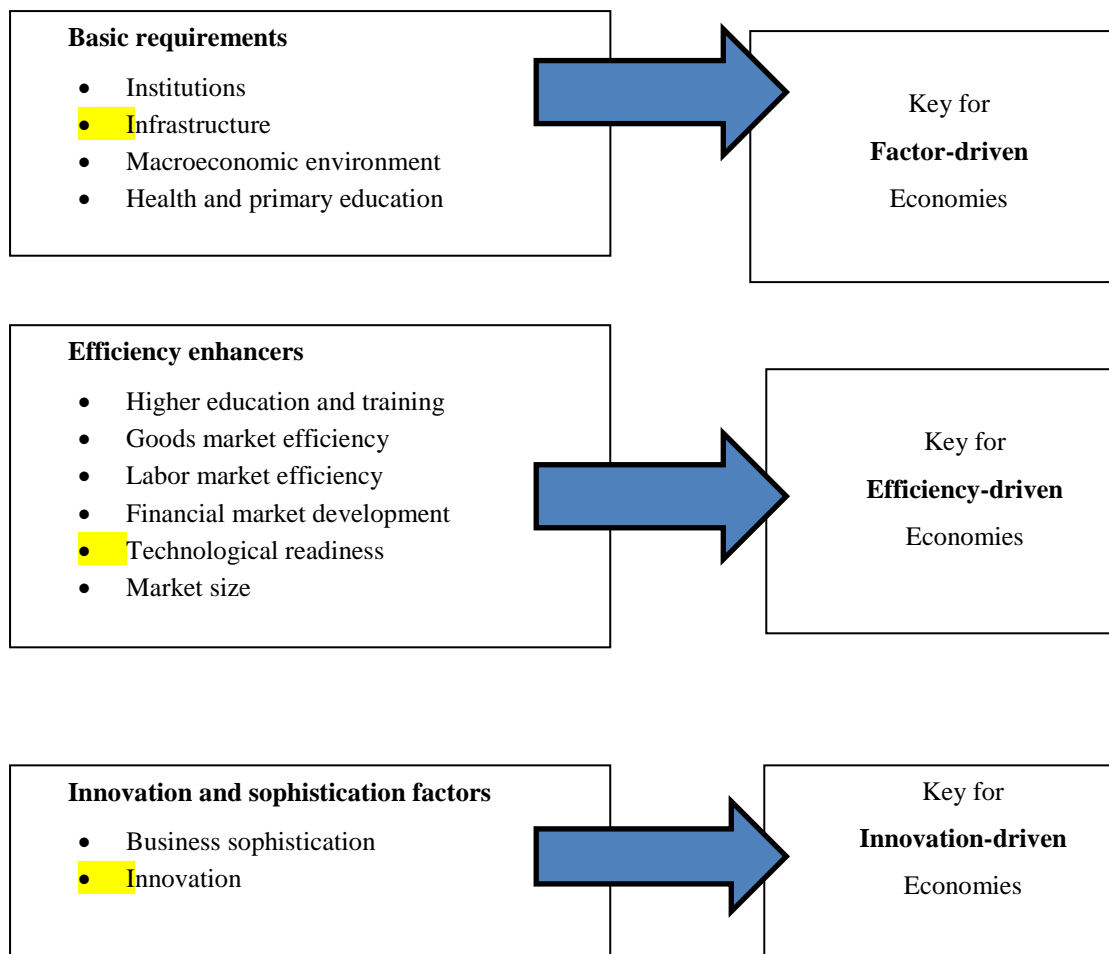 Basic requirements
• Institutions
• Infrastructure
• Macroeconomic environment
• Health and primary education
Key for
Factor-driven
Economies
Efficiency enhancers
• Higher education and training
• Goods market efficiency
• Labor market efficiency
• Financial market development
• Technological readiness
• Market size
Key for
Efficiency-driven
Economies
Innovation and sophistication factors
• Business sophistication
• Innovation
Key for
Innovation-driven
Economies